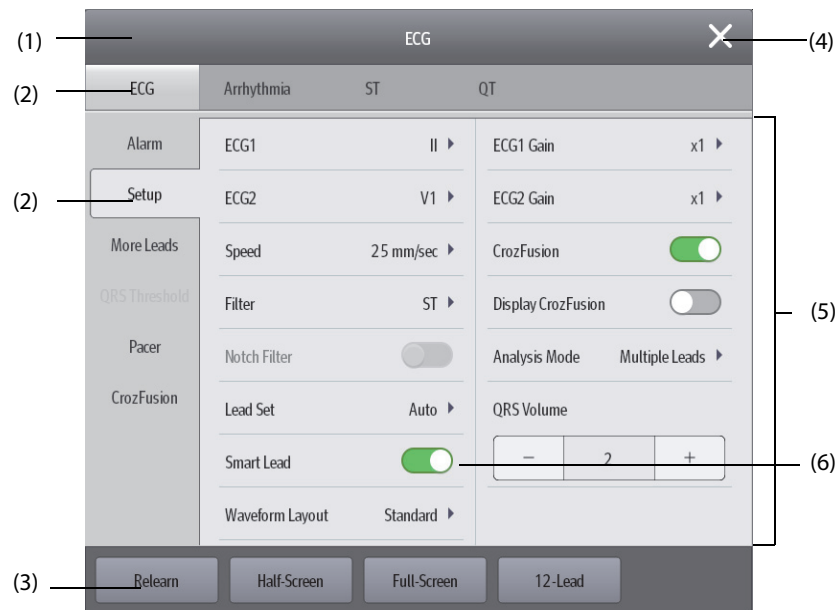 (1) ECG (4)
(2) ECG Arrhythmia ST QT
Alarm ECG1 II ECG1 Gain x1
(2) Setup ECG2 V1 ECG2 Gain x1
More Leads Speed 25 mm/sec CrozFusion
QRS Threshold Filter ST Display CrozFusion (5)
Pacer Notch Filter Analysis Mode Multiple Leads
CrozFusion Lead Set Auto QRS Volume
Smart Lead − 2 + (6)
Waveform Layout Standard
(3) Relearn Half-Screen Full-Screen 12-Lead